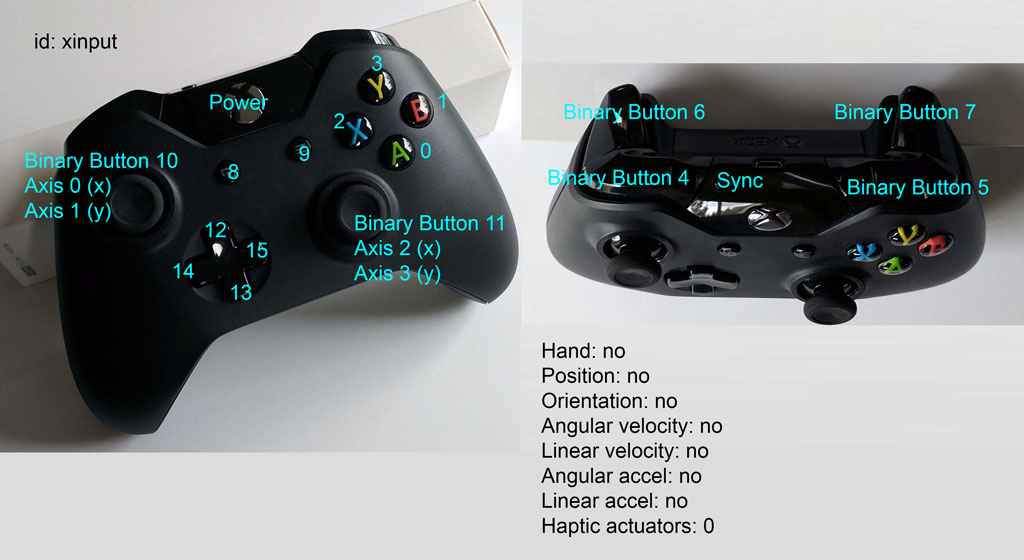 id: xinput
Power
3
Y
1
B
2
X
0
A
9
8
Binary Button 10
Axis 0 (x)
Axis 1 (y)
Binary Button 11
Axis 2 (x)
Axis 3 (y)
12
15
14
13
Binary Button 6
Binary Button 7
XBOX
Binary Button 4
Sync
Binary Button 5
X
Y
B
A
Hand: no
Position: no
Orientation: no
Angular velocity: no
Linear velocity: no
Angular accel: no
Linear accel: no
Haptic actuators: 0